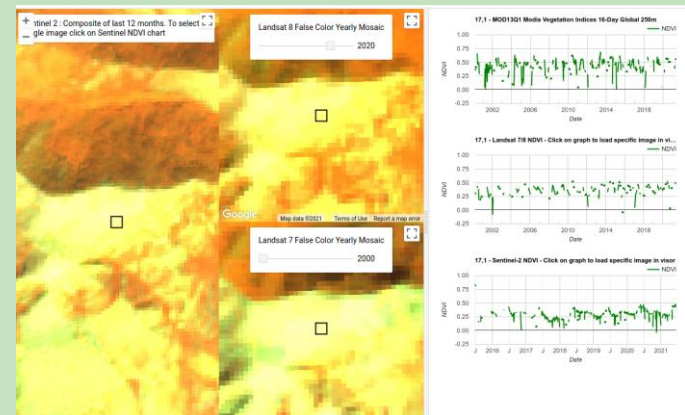 ntinel 2 : Composite of last 12 months. To select
gle image click on Sentinel NDVI chart
Landsat 8 False Color Yearly Mosaic
2020
Google
Map data ©2021 Terms of Use Report a map error
Landsat 7 False Color Yearly Mosaic
2000
17,1 - MOD13Q1 Modis Vegetation Indices 16-Day Global 250m
NDVI
1.00
0.75
0.50
0.25
0.00
-0.25
NDVI
2002 2006 2010 2014 2018
Date
17,1 - Landsat 7/8 NDVI - Click on graph to load specific image in vi...
NDVI
1.00
0.75
0.50
0.25
0.00
-0.25
NDVI
2002 2006 2010 2014 2018
Date
17,1 - Sentinel-2 NDVI - Click on graph to load specific image in visor
NDVI
1.00
0.75
0.50
0.25
0.00
-0.25
NDVI
J 2016 J 2017 J 2018 J 2019 J 2020 J 2021
Date